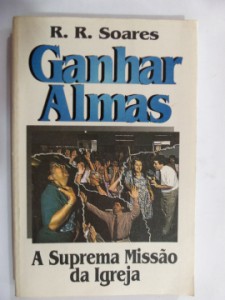 R. R. Soares
Ganhar
Almas
A Suprema Missão
da Igreja